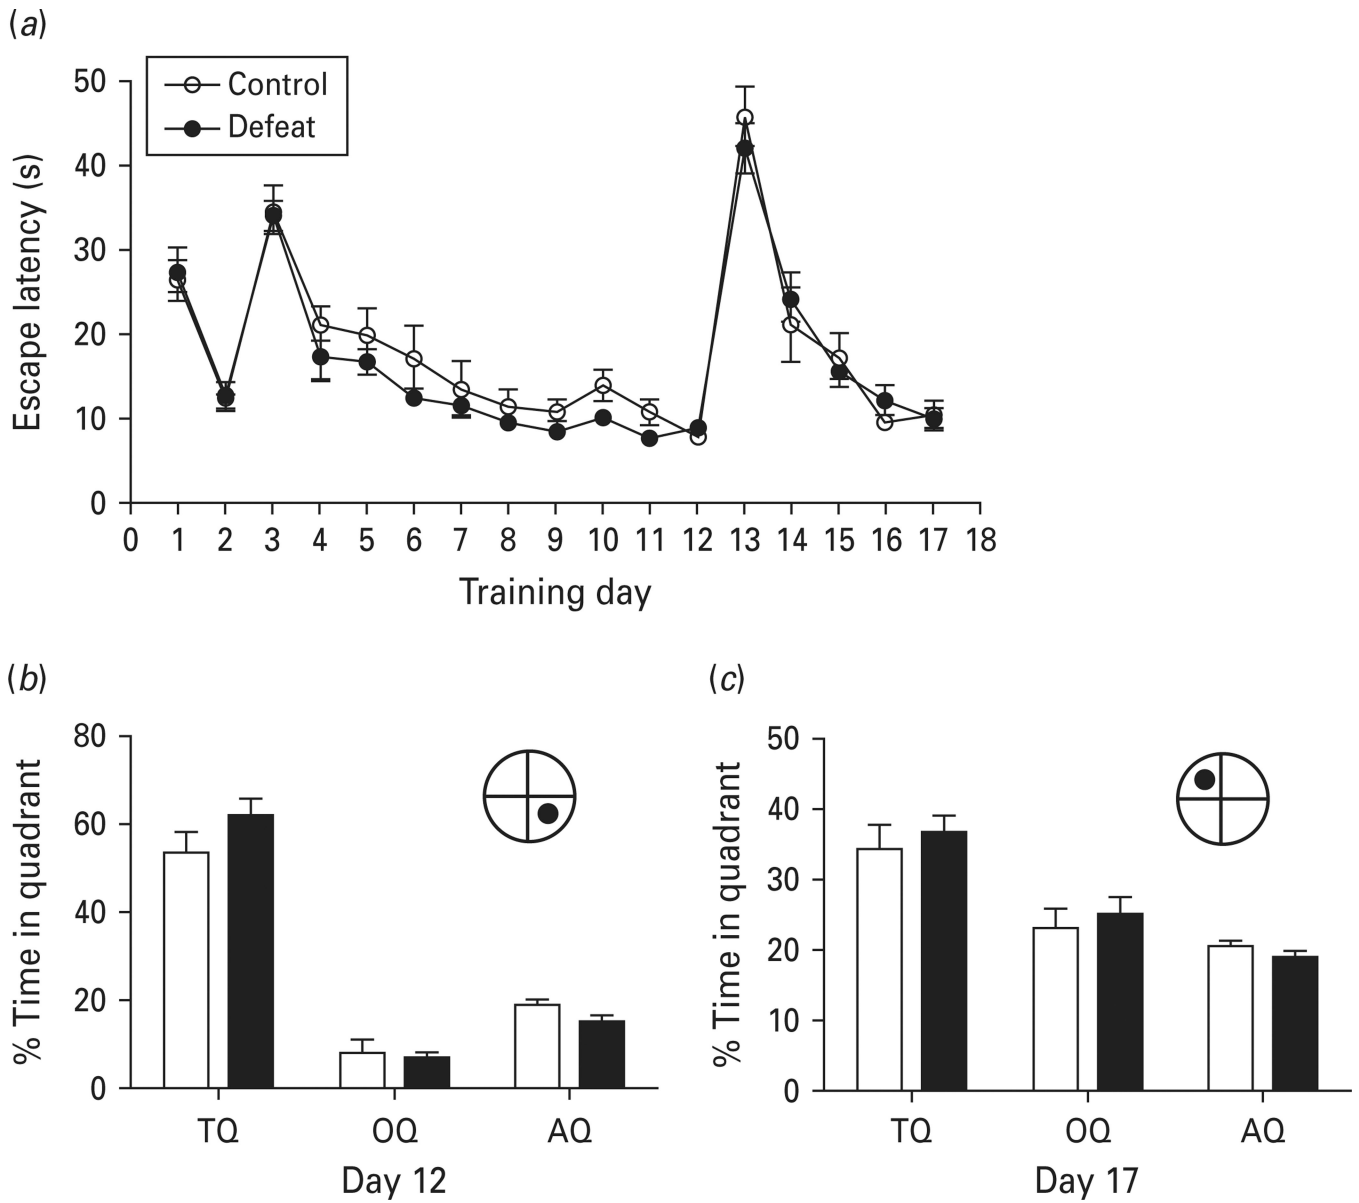 (a)
Control
Defeat
Escape latency (s)
50
40
30
20
10
0
0 1 2 3 4 5 6 7 8 9 10 11 12 13 14 15 16 17 18
Training day
(b)
% Time in quadrant
80
60
40
20
0
TQ OQ AQ
Day 12
(c)
% Time in quadrant
50
40
30
20
10
0
TQ OQ AQ
Day 17